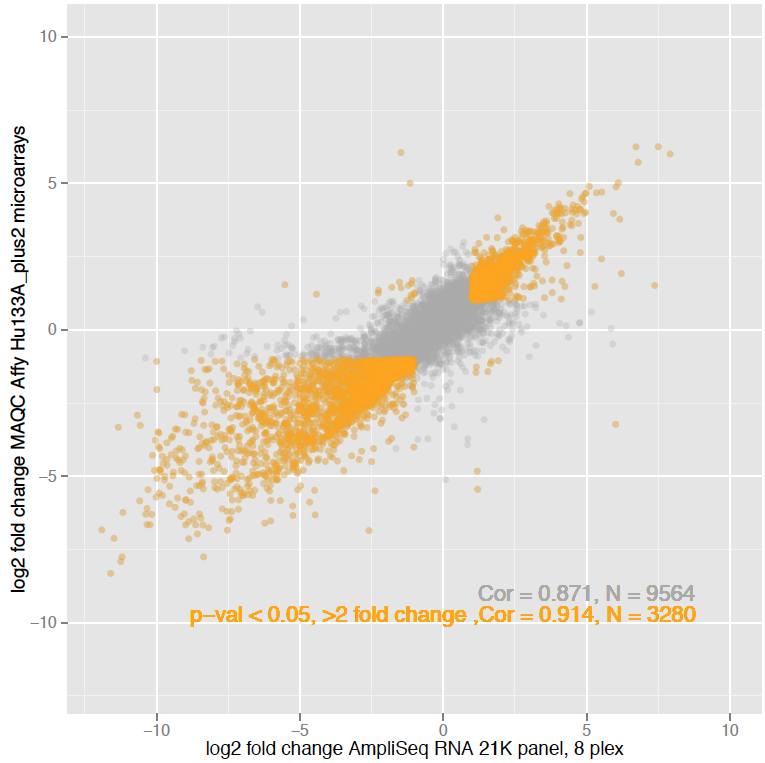 10
5
0
−5
−10
log2 fold change MAQC Affy Hu133A_plus2 microarrays
Cor = 0.871, N = 9564
p−val < 0.05, >2 fold change ,Cor = 0.914, N = 3280
−10 −5 0 5 10
log2 fold change AmpliSeq RNA 21K panel, 8 plex